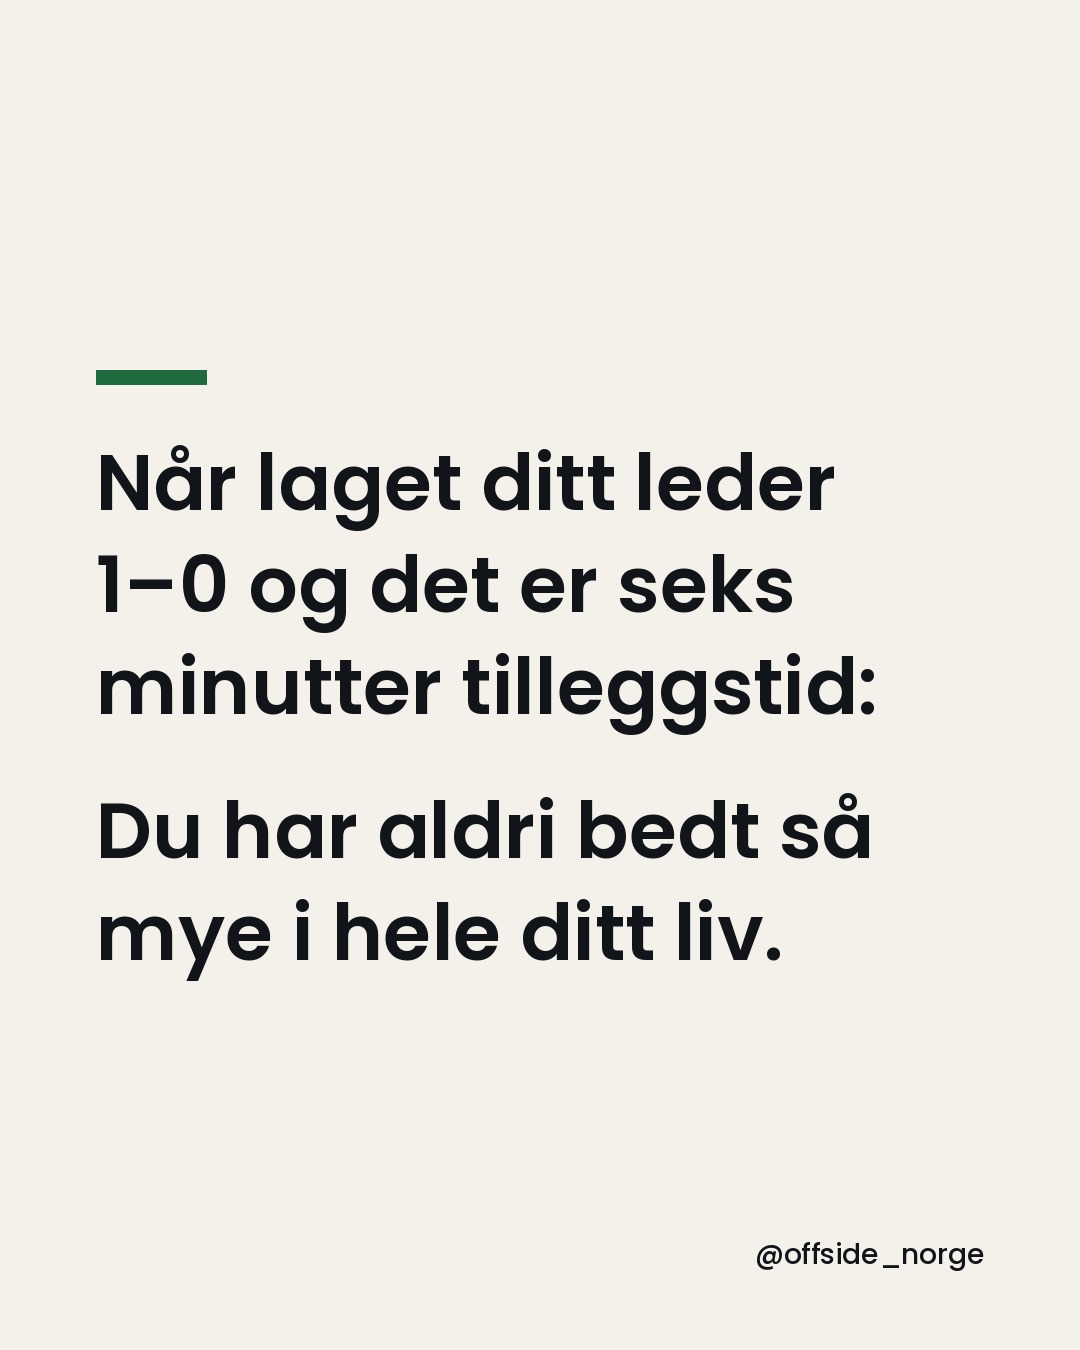 Når laget ditt leder
1–0 og det er seks
minutter tilleggstid:
Du har aldri bedt så
mye i hele ditt liv.
@offside_norge